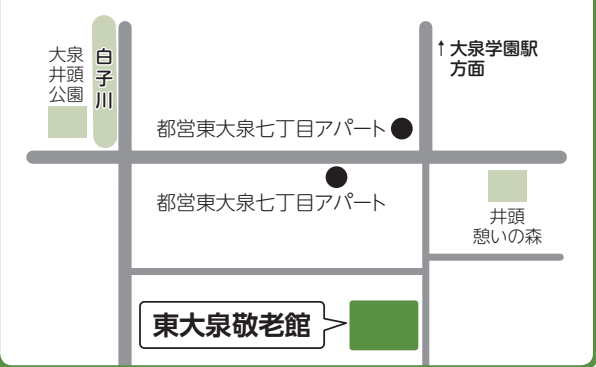 大泉
井頭
公園
白子川
↑大泉学園駅
方面
都営東大泉七丁目アパート
都営東大泉七丁目アパート
井頭
憩いの森
東大泉敬老館